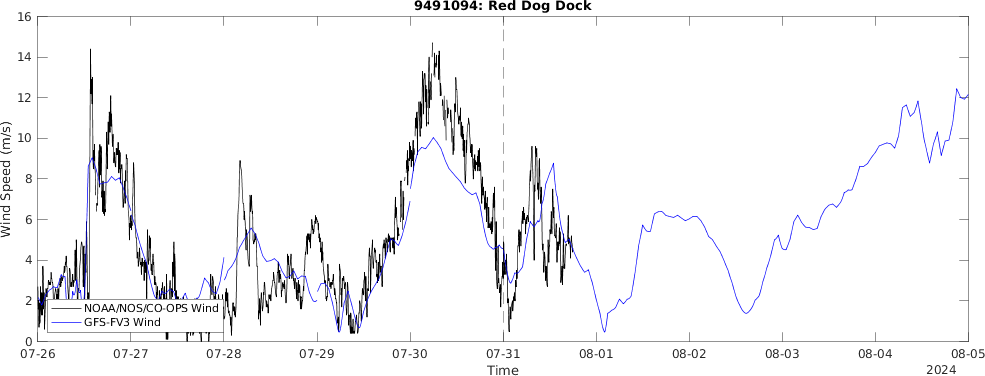 9491094: Red Dog Dock
Wind Speed (m/s)
16
14
12
10
8
6
4
2
0
NOAA/NOS/CO-OPS Wind
GFS-FV3 Wind
07-26 07-27 07-28 07-29 07-30 07-31 08-01 08-02 08-03 08-04 08-05
Time
2024